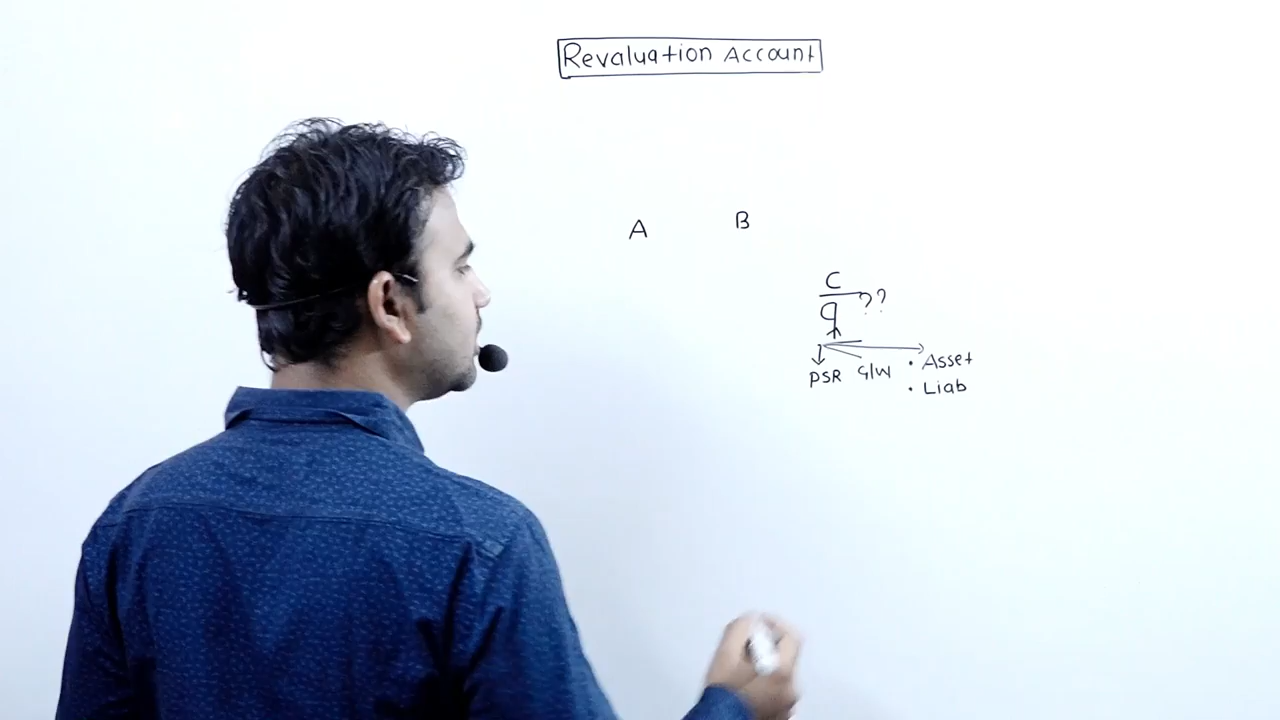 Revaluation Account
A B
C
??
PSR G/W • Asset
• Liab